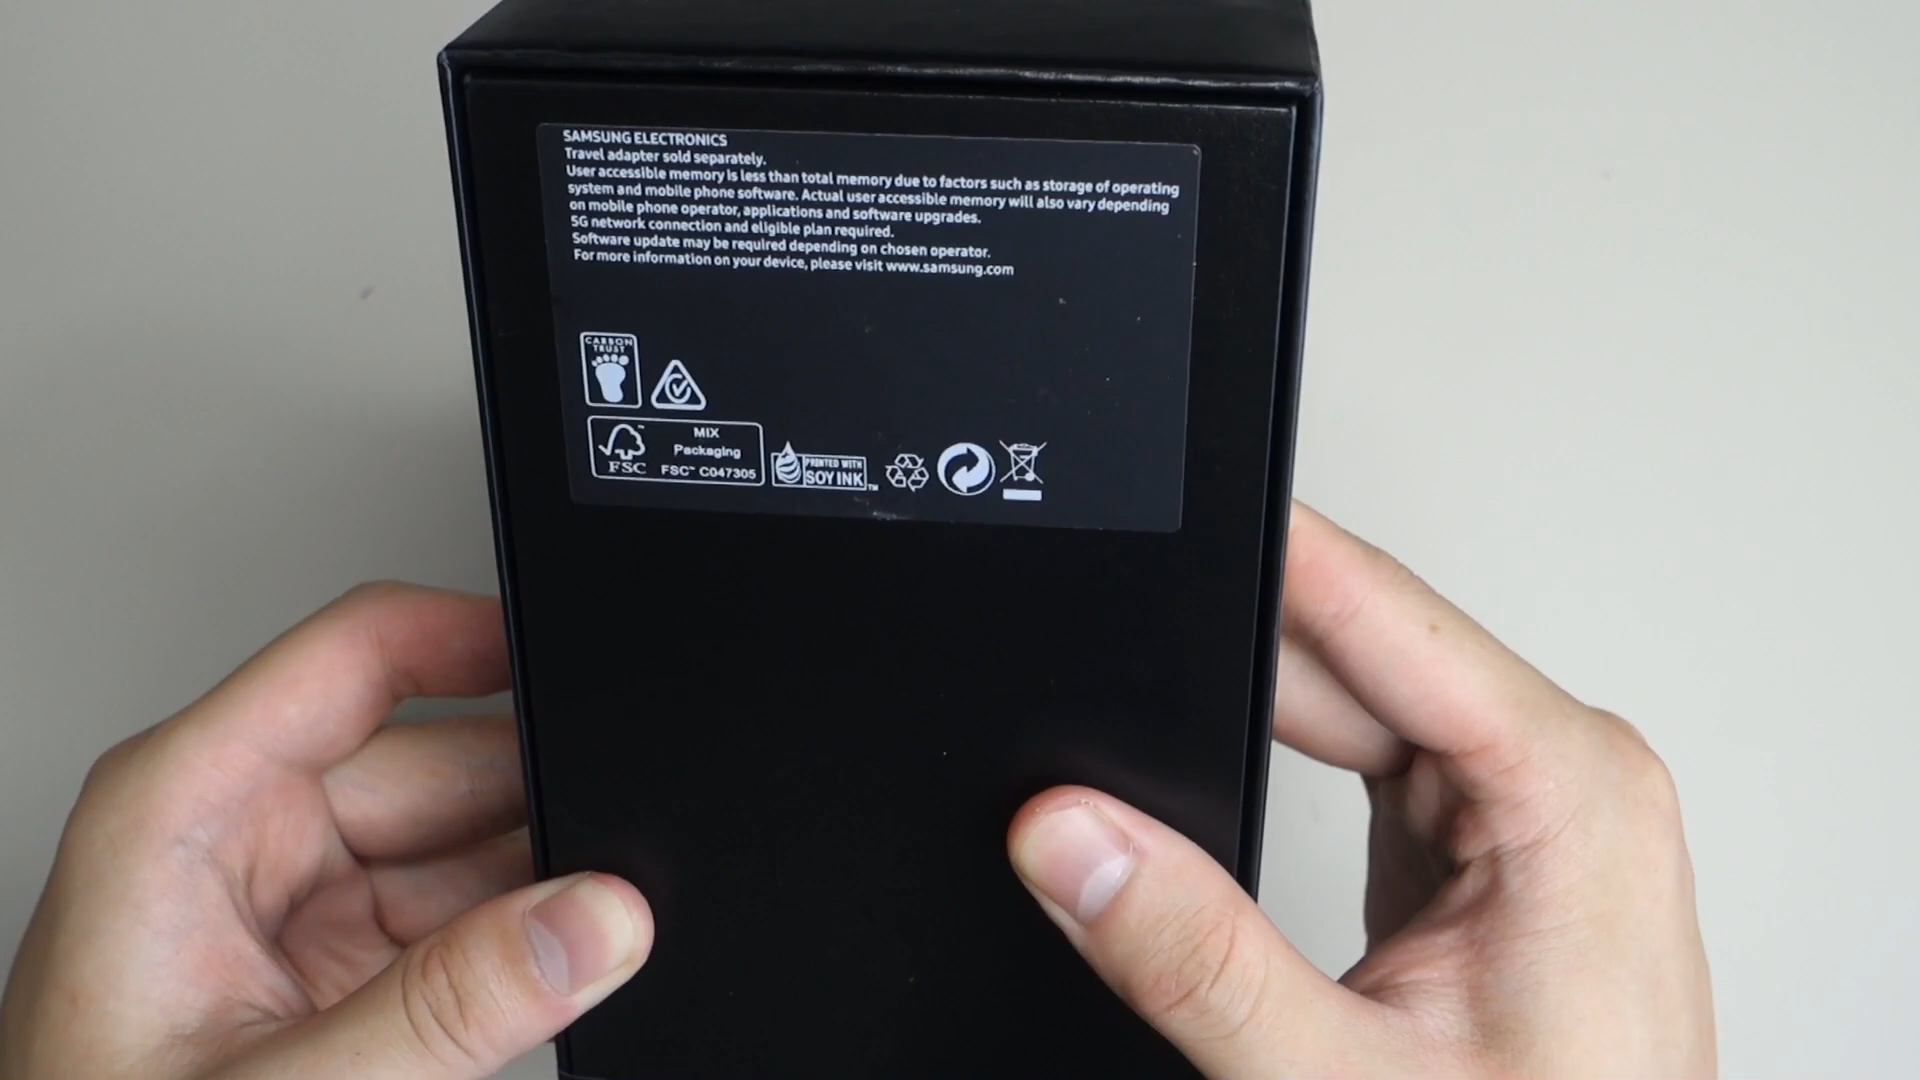 SAMSUNG ELECTRONICS
Travel adapter sold separately.
User accessible memory is less than total memory due to factors such as storage of operating
system and mobile phone software. Actual user accessible memory will also vary depending
on mobile phone operator, applications and software upgrades.
5G network connection and eligible plan required.
Software update may be required depending on chosen operator.
For more information on your device, please visit www.samsung.com
CARBON
TRUST
MIX
Packaging
FSC™ C047305
FSC
PRINTED WITH
SOY INK™